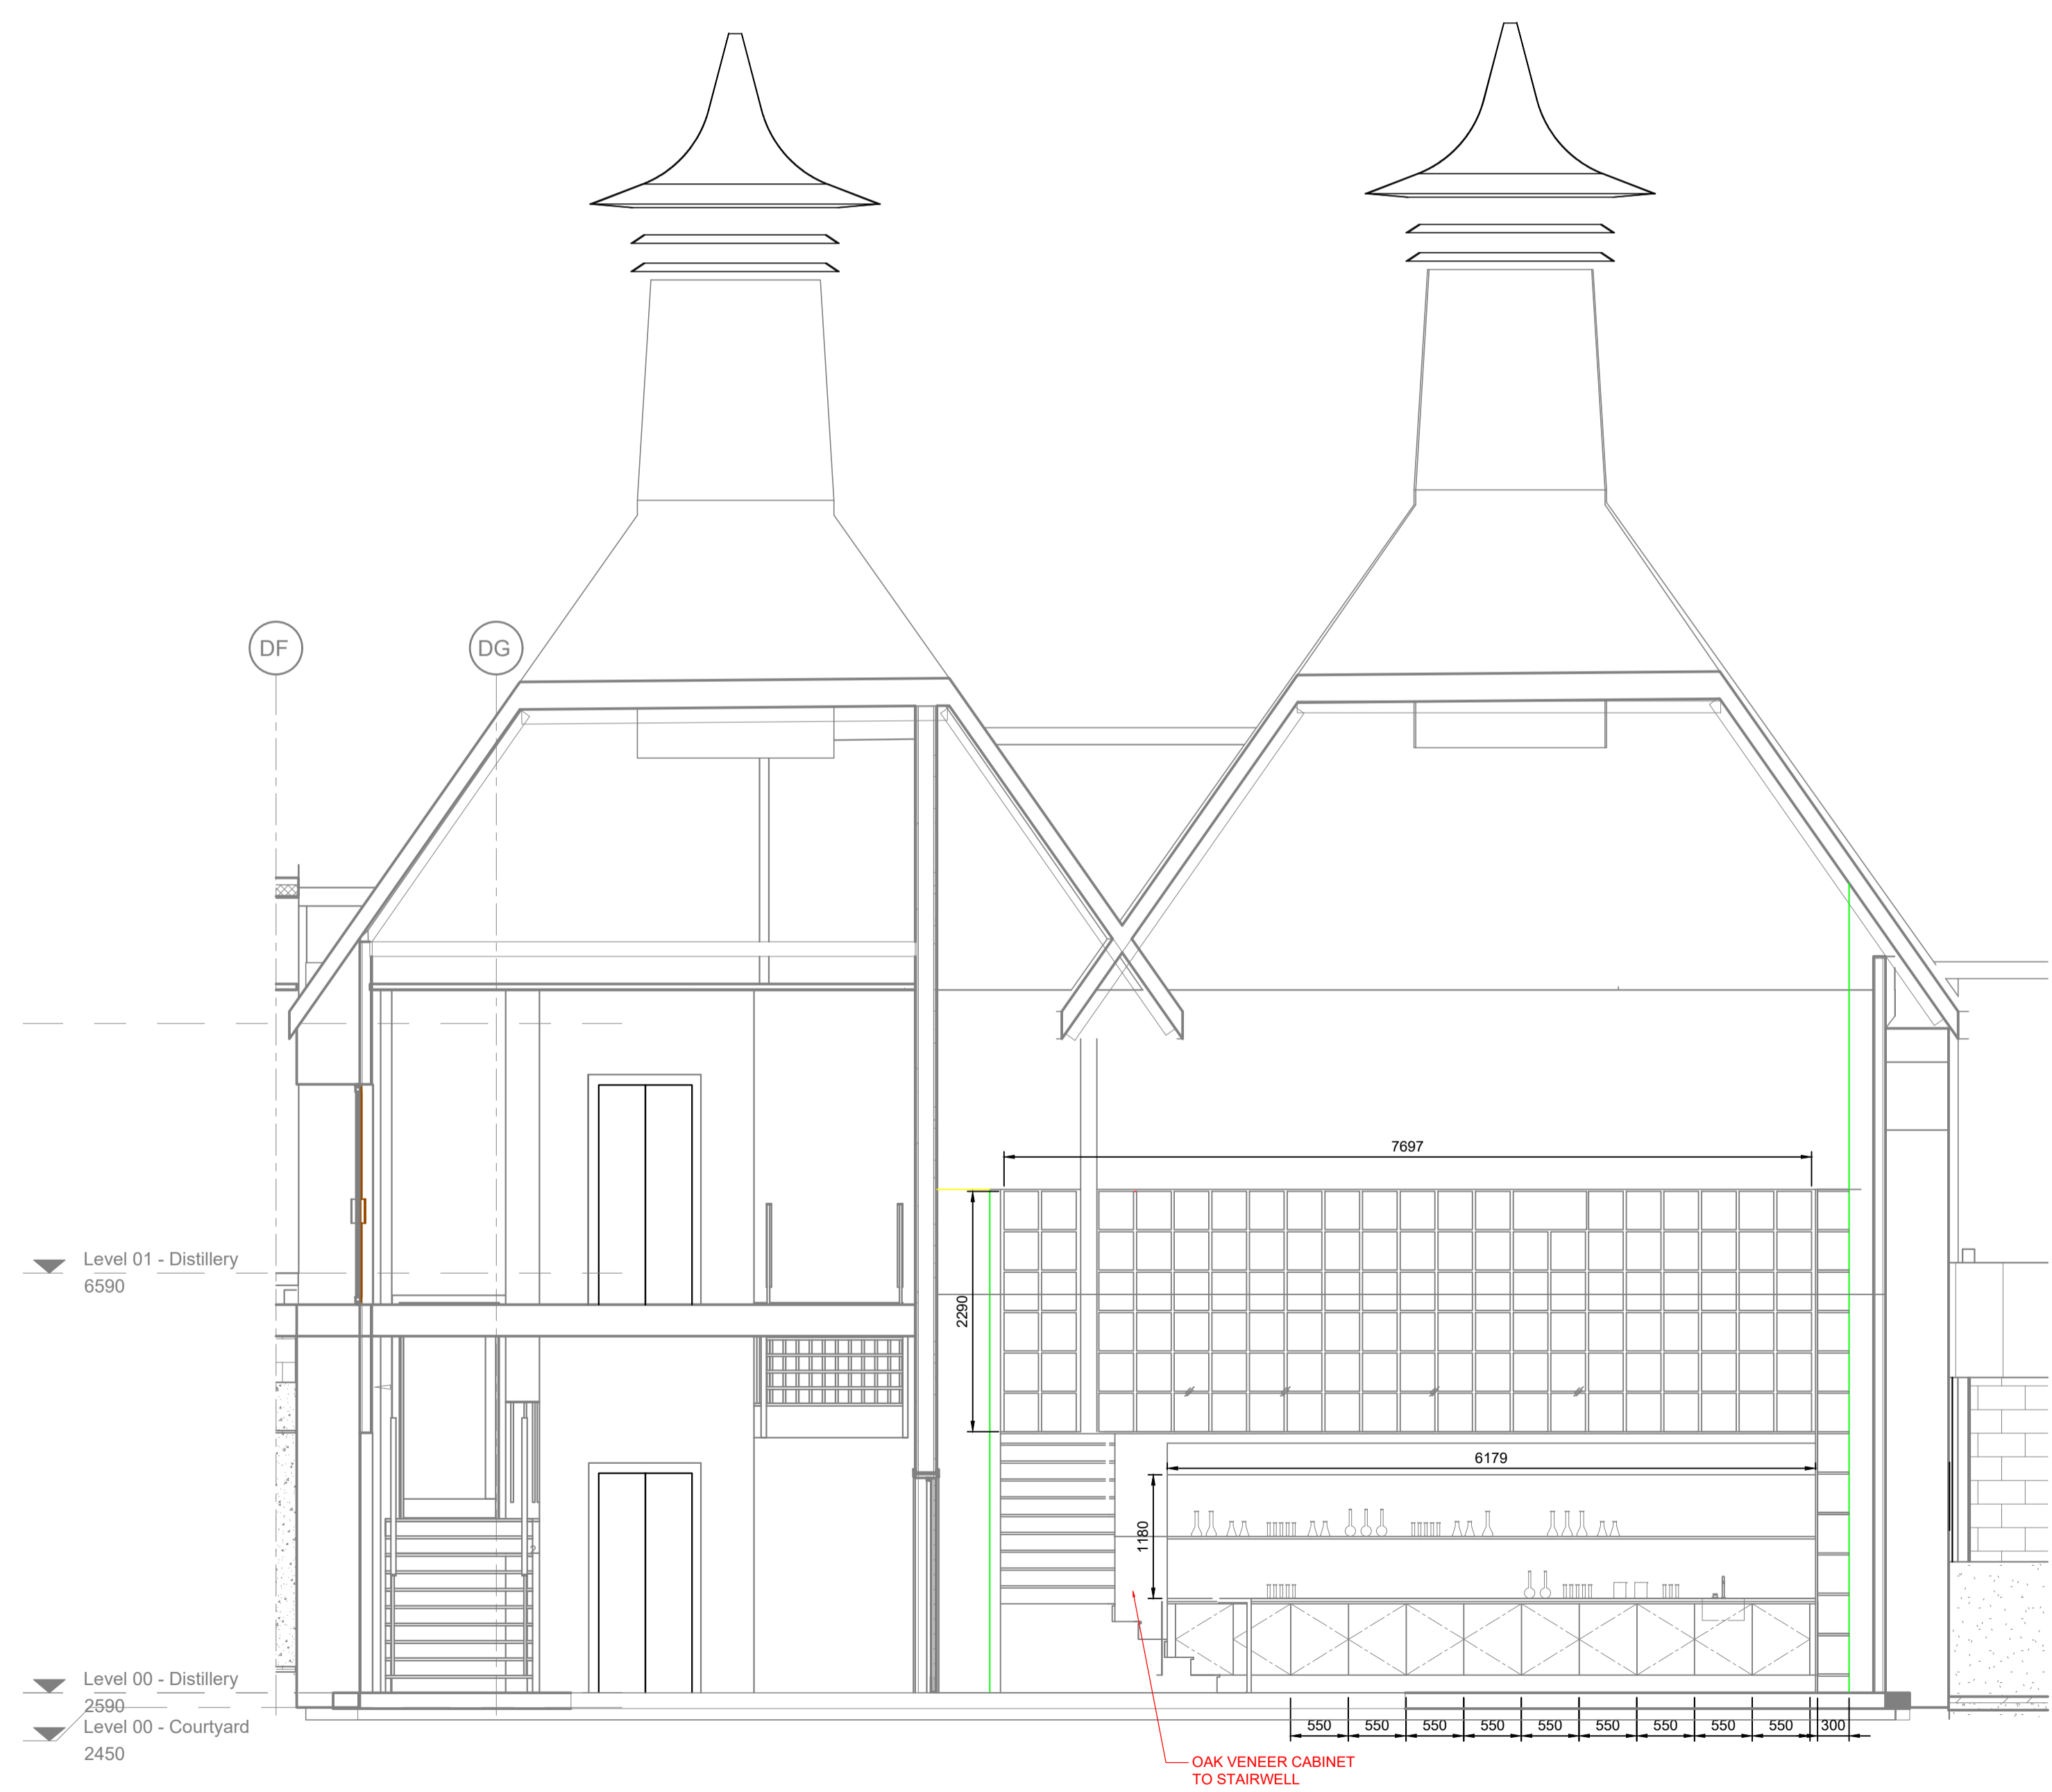 DF
DG
7697
Level 01 - Distillery
6590
2290
6179
1180
2
Level 00 - Distillery
2590
Level 00 - Courtyard
2450
550 550 550 550 550 550 550 550 550 300
OAK VENEER CABINET
TO STAIRWELL